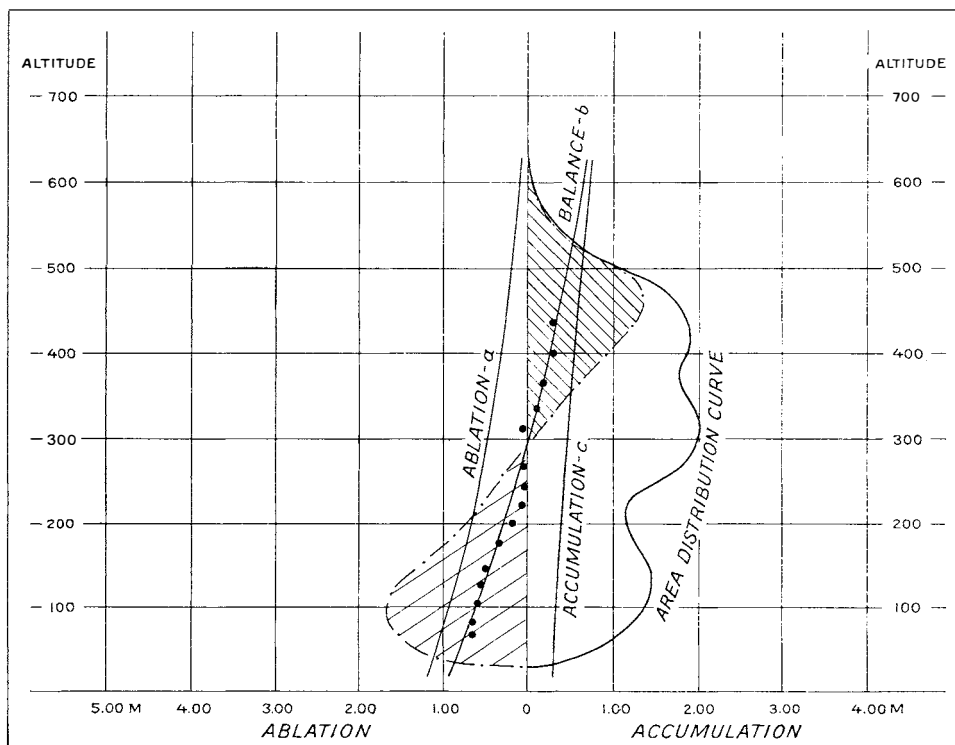 ALTITUDE ALTITUDE
700 700
600 600
500 500
400 400
300 300
200 200
100 100
BALANCE-b
ABLATION-a
ACCUMULATION-c
AREA DISTRIBUTION CURVE
5.00 M 4.00 3.00 2.00 1.00 0 1.00 2.00 3.00 4.00 M
ABLATION ACCUMULATION